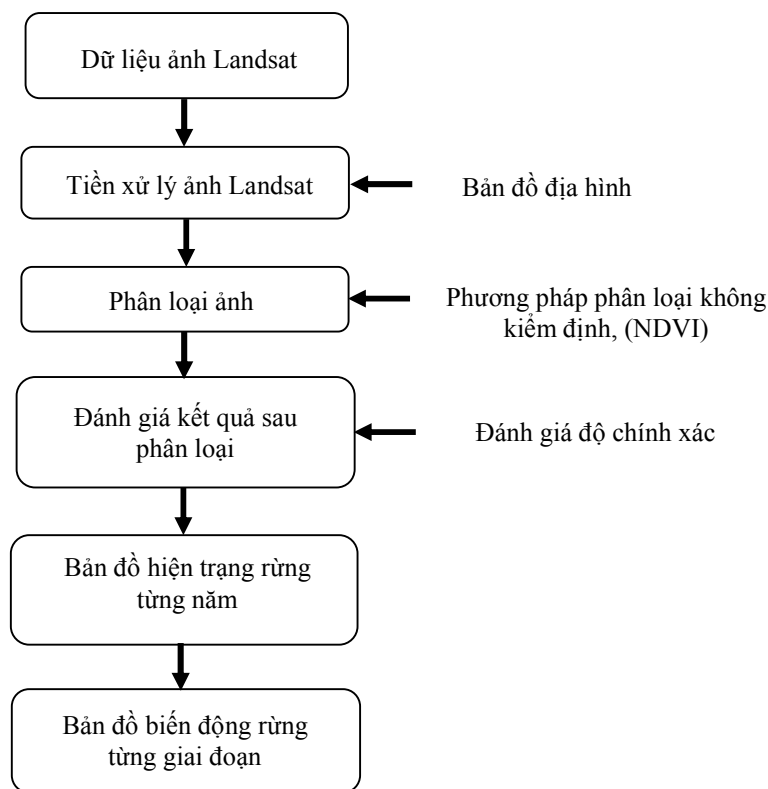 Dữ liệu ảnh Landsat
Tiền xử lý ảnh Landsat
Bản đồ địa hình
Phân loại ảnh
Phương pháp phân loại không
kiểm định, (NDVI)
Đánh giá kết quả sau
phân loại
Đánh giá độ chính xác
Bản đồ hiện trạng rừng
từng năm
Bản đồ biến động rừng
từng giai đoạn